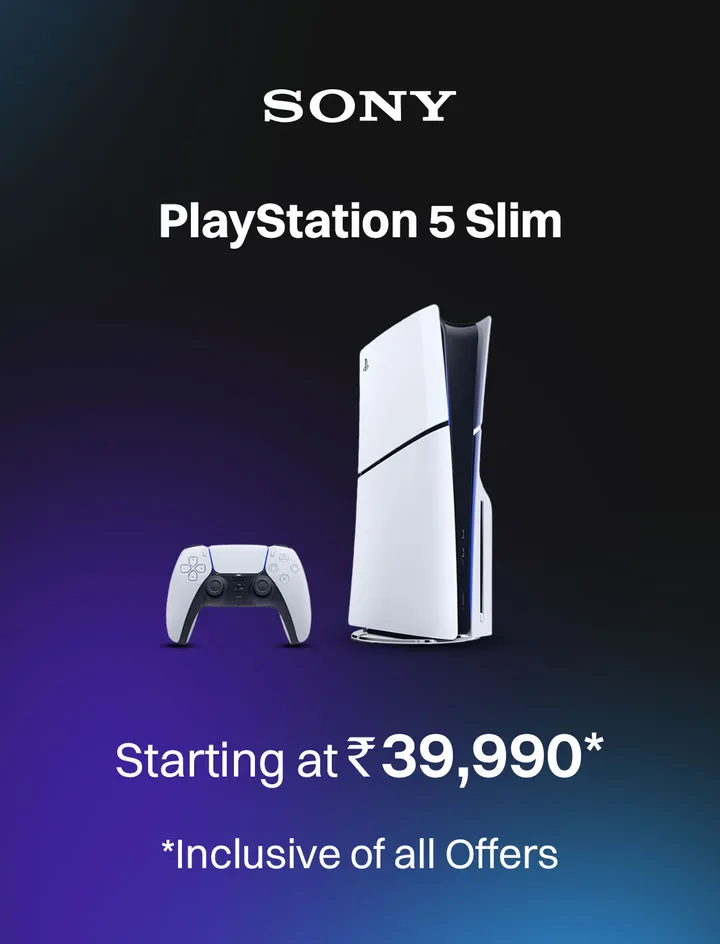 SONY
PlayStation 5 Slim
Starting at ₹39,990*
*Inclusive of all Offers